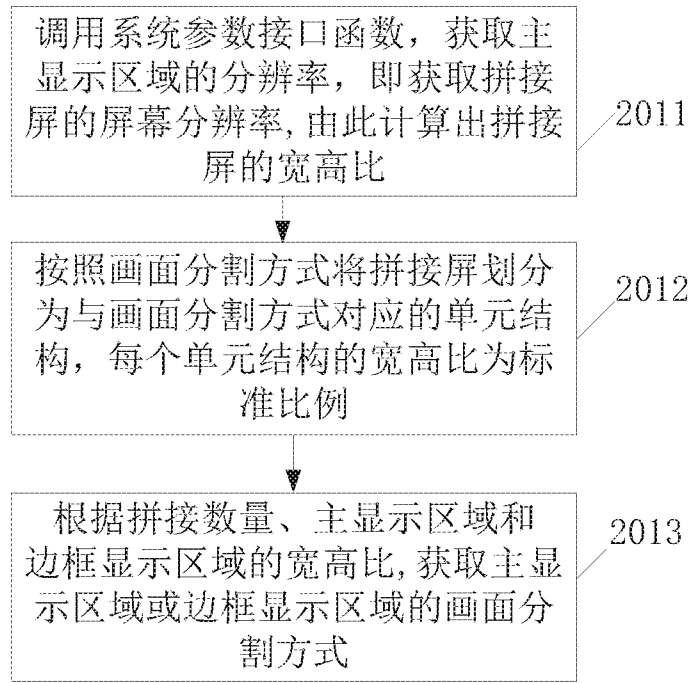 调用系统参数接口函数，获取主
显示区域的分辨率，即获取拼接
屏的屏幕分辨率,由此计算出拼接
屏的宽高比
2011
按照画面分割方式将拼接屏划分
为与画面分割方式对应的单元结
构，每个单元结构的宽高比为标
准比例
2012
根据拼接数量、主显示区域和
边框显示区域的宽高比,获取主显
示区域或边框显示区域的画面分
割方式
2013